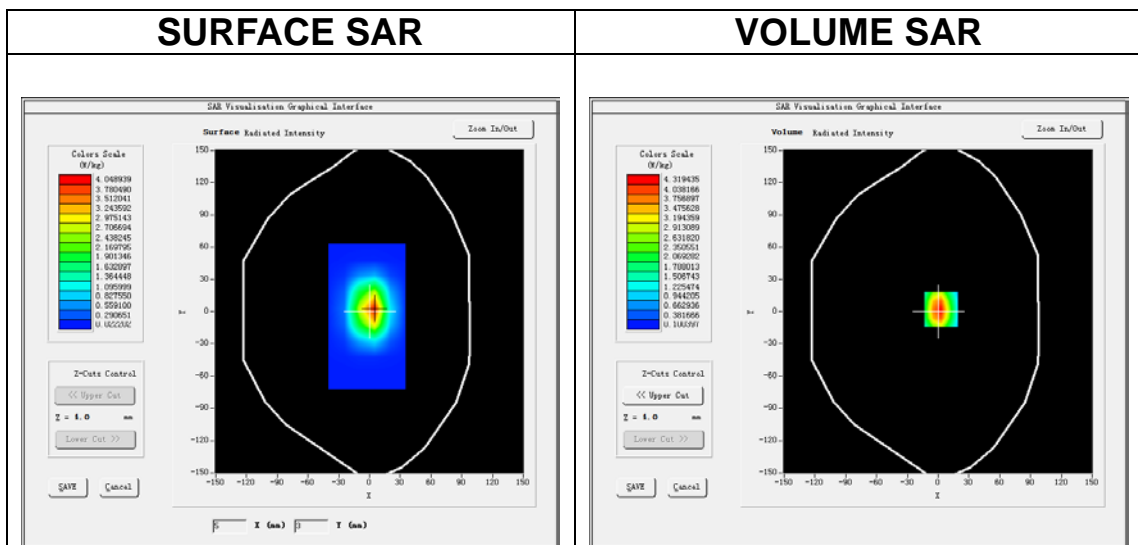 SURFACE SAR
VOLUME SAR
SAR Visualisation Graphical Interface
Surface Radiated Intensity
Zoom In/Out
Colors Scale
(W/kg)
4.048939
3.780490
3.512041
3.243592
2.975143
2.706694
2.438245
2.169795
1.901346
1.632897
1.364448
1.095999
0.827550
0.559100
0.290651
0.022202
150
120
90
60
30
0
-30
-60
-90
-120
-150
Y
-150 -120 -90 -60 -30 0 30 60 90 120 150
X
Z-Cuts Control
<< Upper Cut
Z = 4.0 mm
Lower Cut >>
SAVE
Cancel
5 X (mm) 3 Y (mm)
SAR Visualisation Graphical Interface
Volume Radiated Intensity
Zoom In/Out
Colors Scale
(W/kg)
4.319435
4.038166
3.756897
3.475628
3.194359
2.913089
2.631820
2.350551
2.069282
1.788013
1.506743
1.225474
0.944205
0.662936
0.381666
0.100397
150
120
90
60
30
0
-30
-60
-90
-120
-150
Y
-150 -120 -90 -60 -30 0 30 60 90 120 150
X
Z-Cuts Control
<< Upper Cut
Z = 4.0 mm
Lower Cut >>
SAVE
Cancel